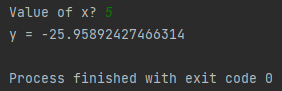 Value of x? 5
y = -25.95892427466314
Process finished with exit code 0